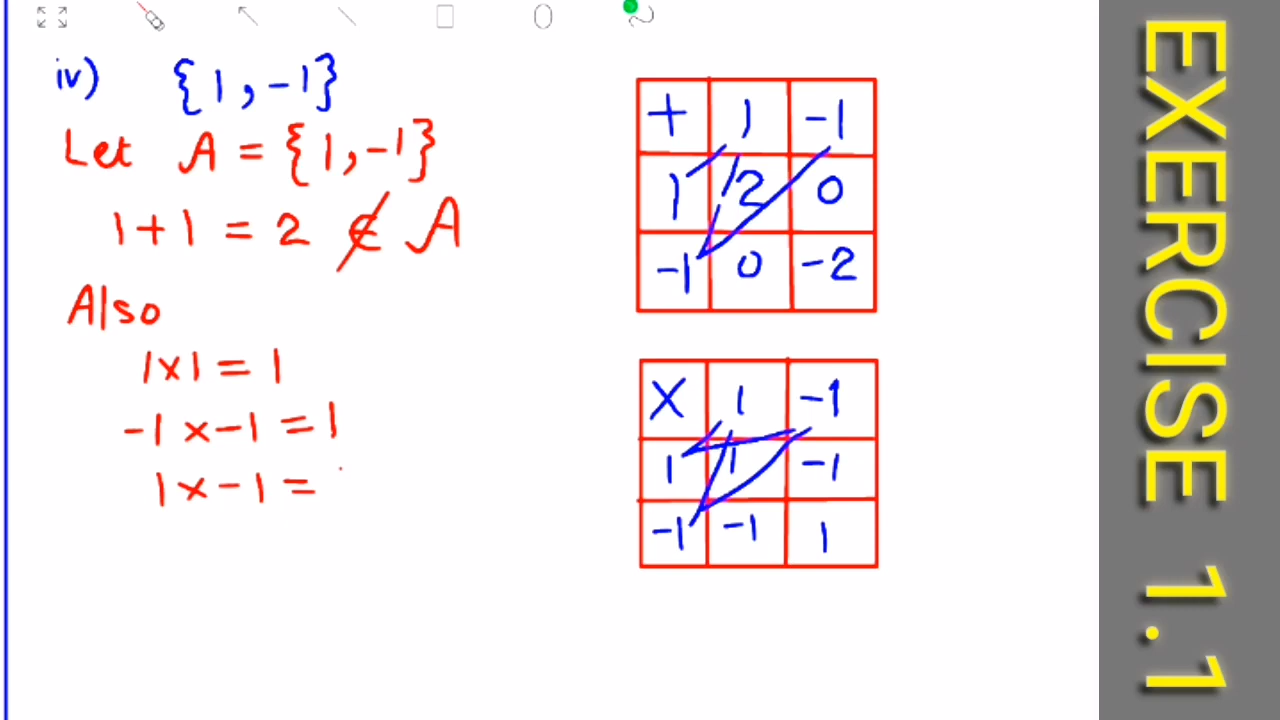 iv) {1, -1}
Let A = {1, -1}
1 + 1 = 2 ∉ A
Also
1 x 1 = 1
-1 x -1 = 1
1 x -1 =
+ 1 -1
1 2 0
-1 0 -2
X 1 -1
1 1 -1
-1 -1 1
EXERCISE 1.1